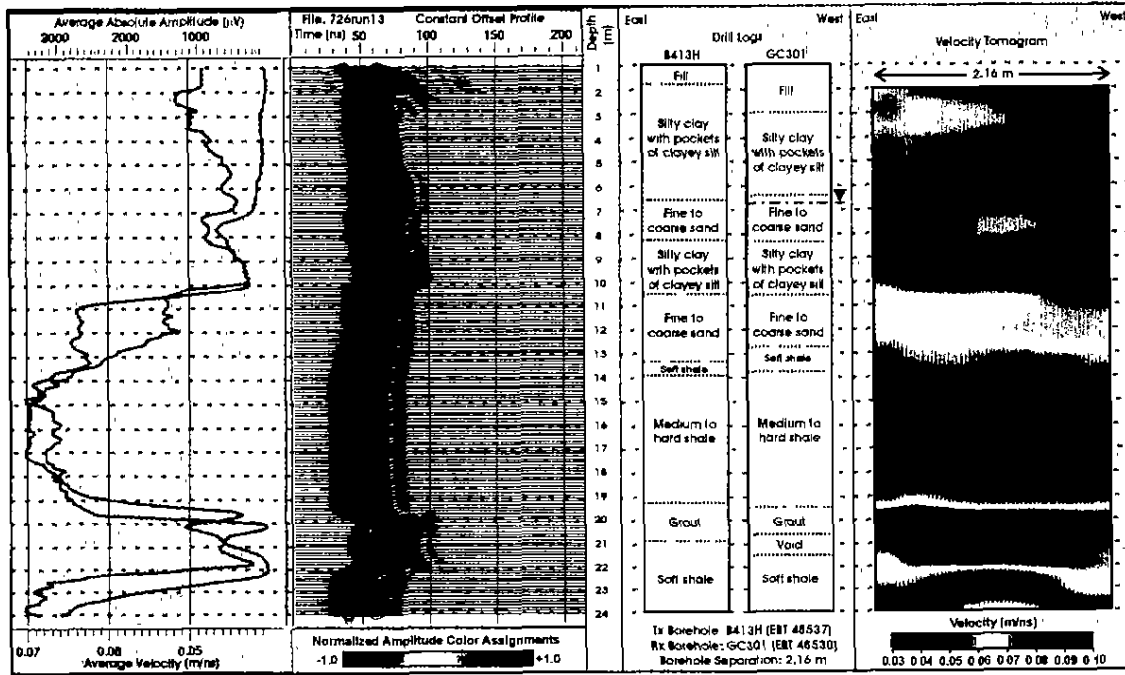 Average Absolute Amplitude (µV)
3000 2000 1000
File. 726run13 Constant Offset Profile
Time (ns) 50 100 150 200
Depth (m)
1
2
3
4
5
6
7
8
9
10
11
12
13
14
15
16
17
18
19
20
21
22
23
24
0.07 0.06 0.05
Average Velocity (m/ns)
Normalized Amplitude Color Assignments
-1.0 +1.0
East West
Drill Logs
B413H GC301
Fill
Silty clay
with pockets
of clayey silt
Fine to
coarse sand
Silty clay
with pockets
of clayey silt
Fine to
coarse sand
Soft shale
Medium to
hard shale
Grout
Soft shale
Fill
Silty clay
with pockets
of clayey silt
Fine to
coarse sand
Silty clay
with pockets
of clayey silt
Fine to
coarse sand
Soft shale
Medium to
hard shale
Grout
Void
Soft shale
Tx Borehole: B413H (EBT 46537)
Rx Borehole: GC301 (EBT 46530)
Borehole Separation: 2.16 m
East West
Velocity Tomogram
2.16 m
Velocity (m/ns)
0.03 0.04 0.05 0.06 0.07 0.08 0.09 0.10